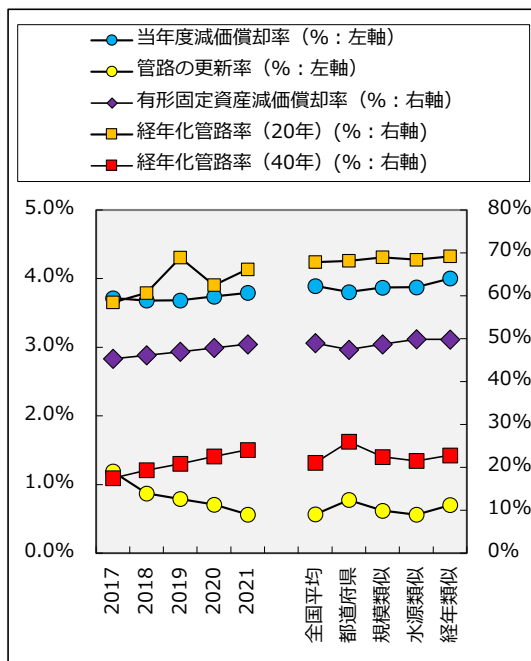 当年度減価償却率（%：左軸）
管路の更新率（%：左軸）
有形固定資産減価償却率（%：右軸）
経年化管路率（20年）(%：右軸)
経年化管路率（40年）(%：右軸)
5.0%
4.0%
3.0%
2.0%
1.0%
0.0%
80%
70%
60%
50%
40%
30%
20%
10%
0%
2017
2018
2019
2020
2021
全国平均
都道府県
規模類似
水源類似
経年類似